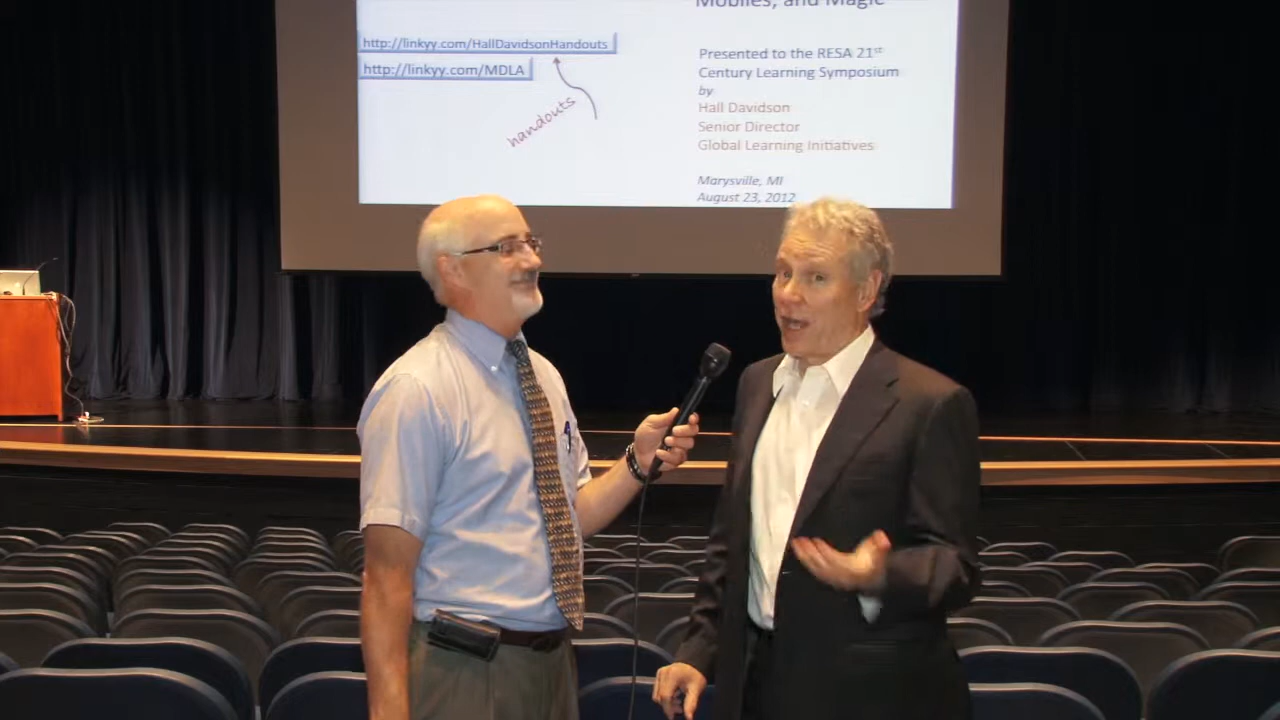 Mobiles, and Magic
http://linkyy.com/HallDavidsonHandouts
http://linkyy.com/MDLA
handouts
Presented to the RESA 21st
Century Learning Symposium
by
Hall Davidson
Senior Director
Global Learning Initiatives
Marysville, MI
August 23, 2012